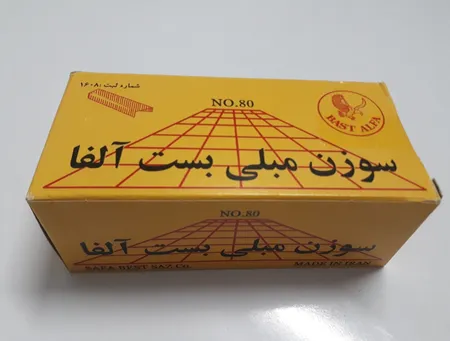 شماره ثبت :۱۶۰۸
NO.80
BAST ALFA
سوزن مبلی بست آلفا
NO.80
سوزن مبلی بست آلفا
SAFA BEST SAZ.Co
MADE IN IRAN